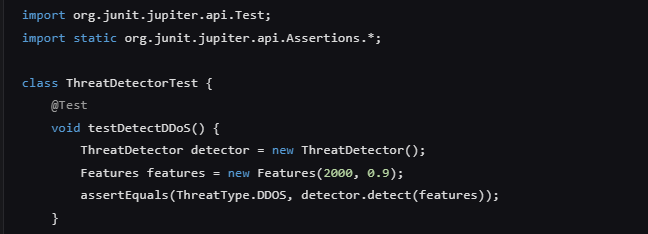 import org.junit.jupiter.api.Test;
import static org.junit.jupiter.api.Assertions.*;
class ThreatDetectorTest {
@Test
void testDetectDDoS() {
ThreatDetector detector = new ThreatDetector();
Features features = new Features(2000, 0.9);
assertEquals(ThreatType.DDOS, detector.detect(features));
}